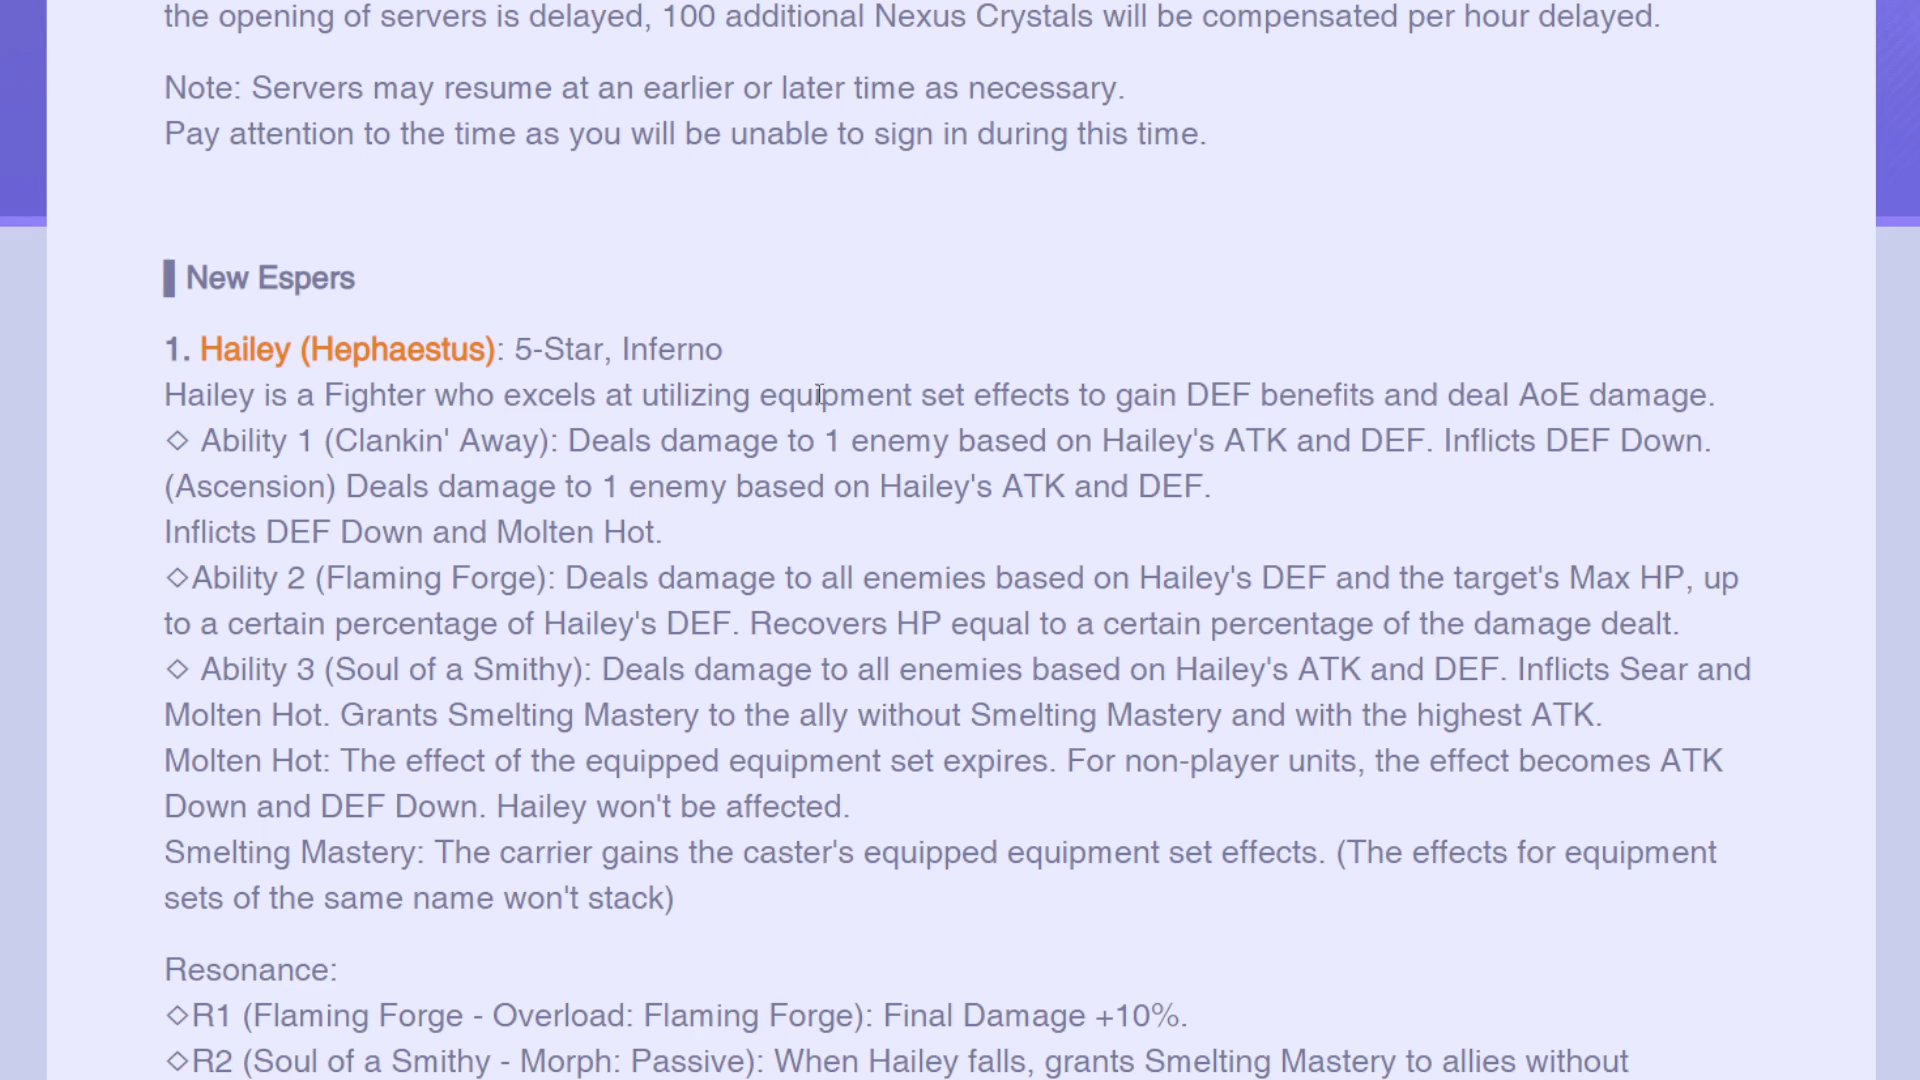 the opening of servers is delayed, 100 additional Nexus Crystals will be compensated per hour delayed.
Note: Servers may resume at an earlier or later time as necessary.
Pay attention to the time as you will be unable to sign in during this time.
New Espers
1. Hailey (Hephaestus): 5-Star, Inferno
Hailey is a Fighter who excels at utilizing equipment set effects to gain DEF benefits and deal AoE damage.
◇ Ability 1 (Clankin' Away): Deals damage to 1 enemy based on Hailey's ATK and DEF. Inflicts DEF Down.
(Ascension) Deals damage to 1 enemy based on Hailey's ATK and DEF.
Inflicts DEF Down and Molten Hot.
◇Ability 2 (Flaming Forge): Deals damage to all enemies based on Hailey's DEF and the target's Max HP, up
to a certain percentage of Hailey's DEF. Recovers HP equal to a certain percentage of the damage dealt.
◇ Ability 3 (Soul of a Smithy): Deals damage to all enemies based on Hailey's ATK and DEF. Inflicts Sear and
Molten Hot. Grants Smelting Mastery to the ally without Smelting Mastery and with the highest ATK.
Molten Hot: The effect of the equipped equipment set expires. For non-player units, the effect becomes ATK
Down and DEF Down. Hailey won't be affected.
Smelting Mastery: The carrier gains the caster's equipped equipment set effects. (The effects for equipment
sets of the same name won't stack)
Resonance:
◇R1 (Flaming Forge - Overload: Flaming Forge): Final Damage +10%.
◇R2 (Soul of a Smithy - Morph: Passive): When Hailey falls, grants Smelting Mastery to allies without